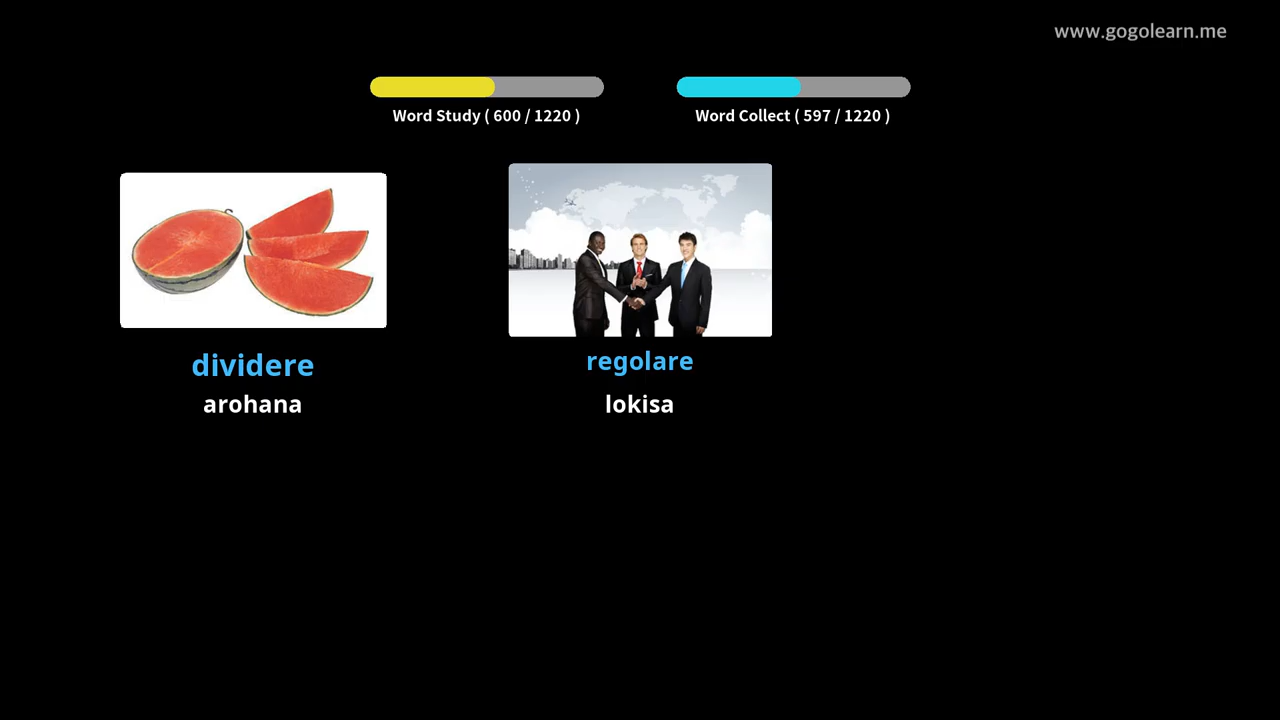 www.gogolearn.me
Word Study ( 600 / 1220 )
Word Collect ( 597 / 1220 )
dividere
arohana
regolare
lokisa